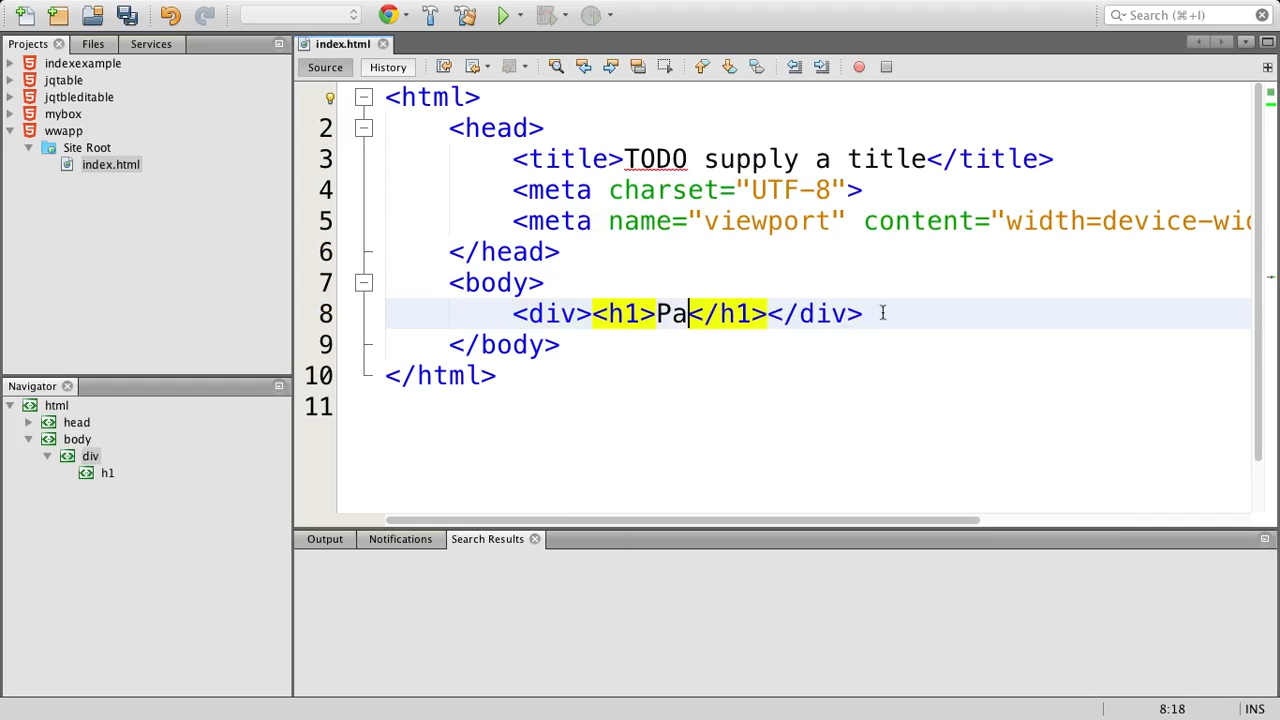 Search (⌘+I)
Projects
Files
Services
index.html
indexexample
jqtable
jqtbleditable
mybox
wwapp
Site Root
index.html
Source
History
<html>
2 <head>
3 <title>TODO supply a title</title>
4 <meta charset="UTF-8">
5 <meta name="viewport" content="width=device-wi
6 </head>
7 <body>
8 <div><h1>Pa</h1></div>
9 </body>
10 </html>
11
Navigator
html
head
body
div
h1
Output
Notifications
Search Results
8:18
INS